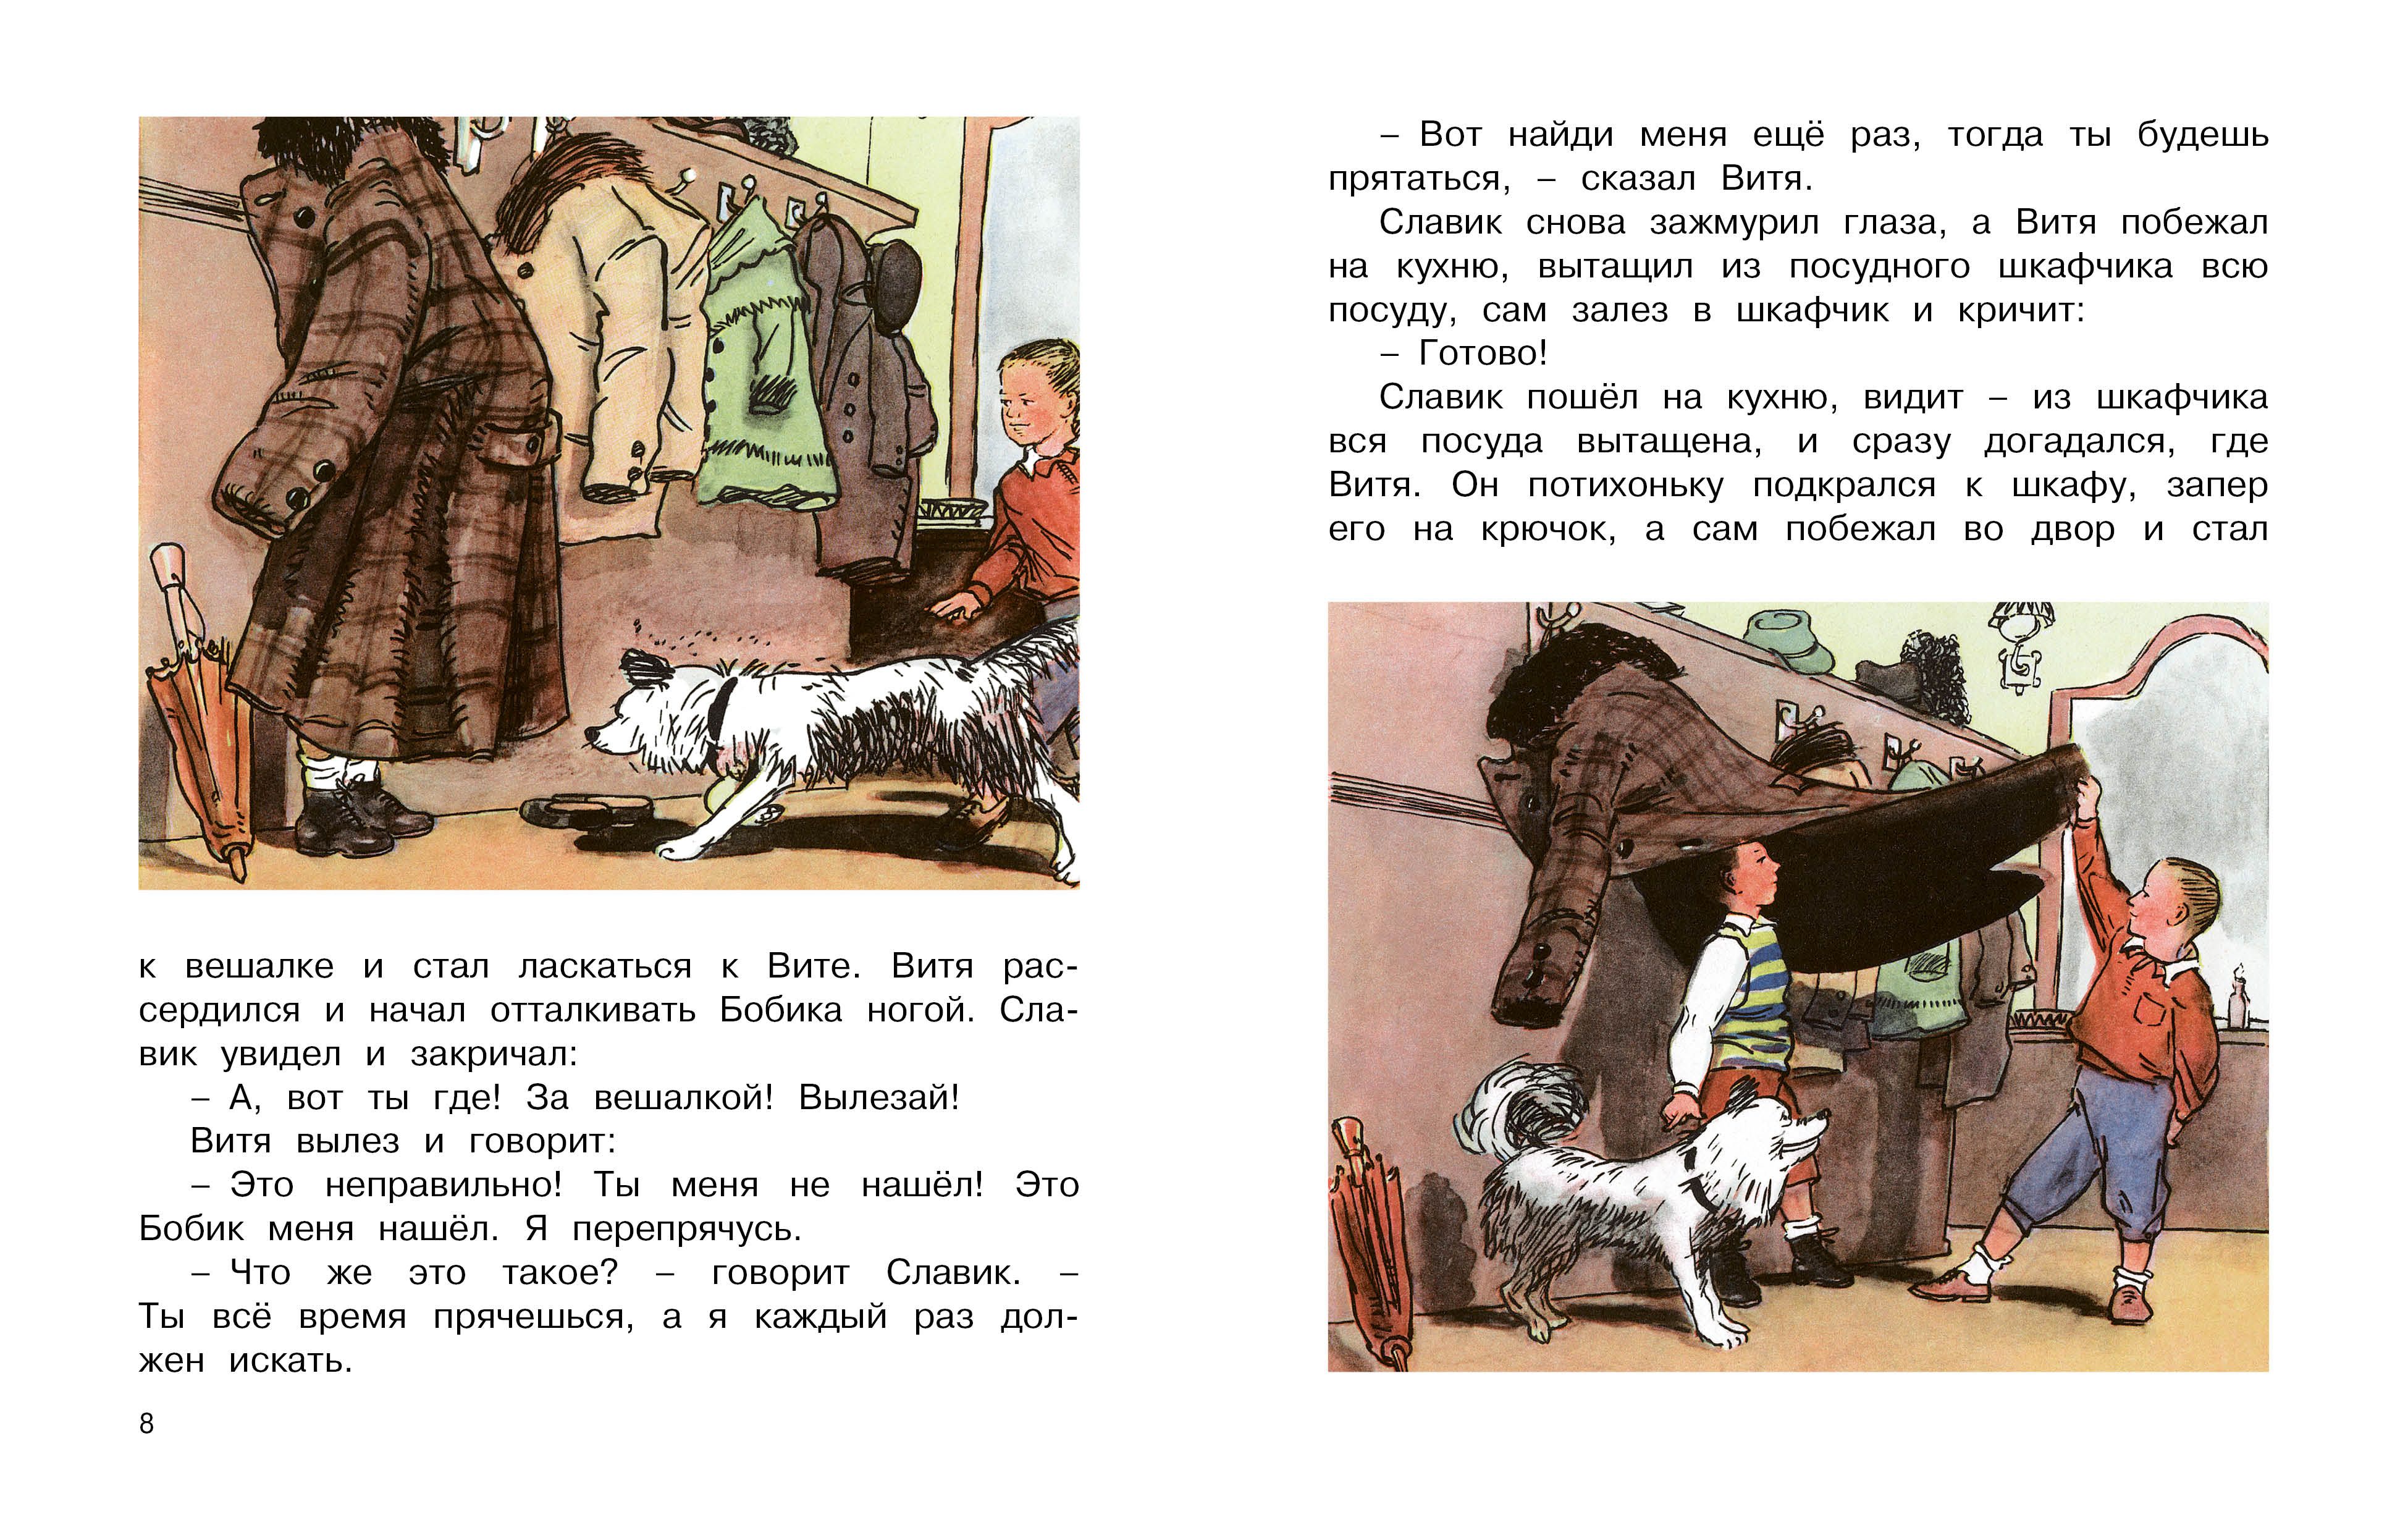 к вешалке и стал ласкаться к Вите. Витя рас-
сердился и начал отталкивать Бобика ногой. Сла-
вик увидел и закричал:
– А, вот ты где! За вешалкой! Вылезай!
Витя вылез и говорит:
– Это неправильно! Ты меня не нашёл! Это
Бобик меня нашёл. Я перепрячусь.
– Что же это такое? – говорит Славик. –
Ты всё время прячешься, а я каждый раз дол-
жен искать.
8
– Вот найди меня ещё раз, тогда ты будешь
прятаться, – сказал Витя.
Славик снова зажмурил глаза, а Витя побежал
на кухню, вытащил из посудного шкафчика всю
посуду, сам залез в шкафчик и кричит:
– Готово!
Славик пошёл на кухню, видит – из шкафчика
вся посуда вытащена, и сразу догадался, где
Витя. Он потихоньку подкрался к шкафу, запер
его на крючок, а сам побежал во двор и стал